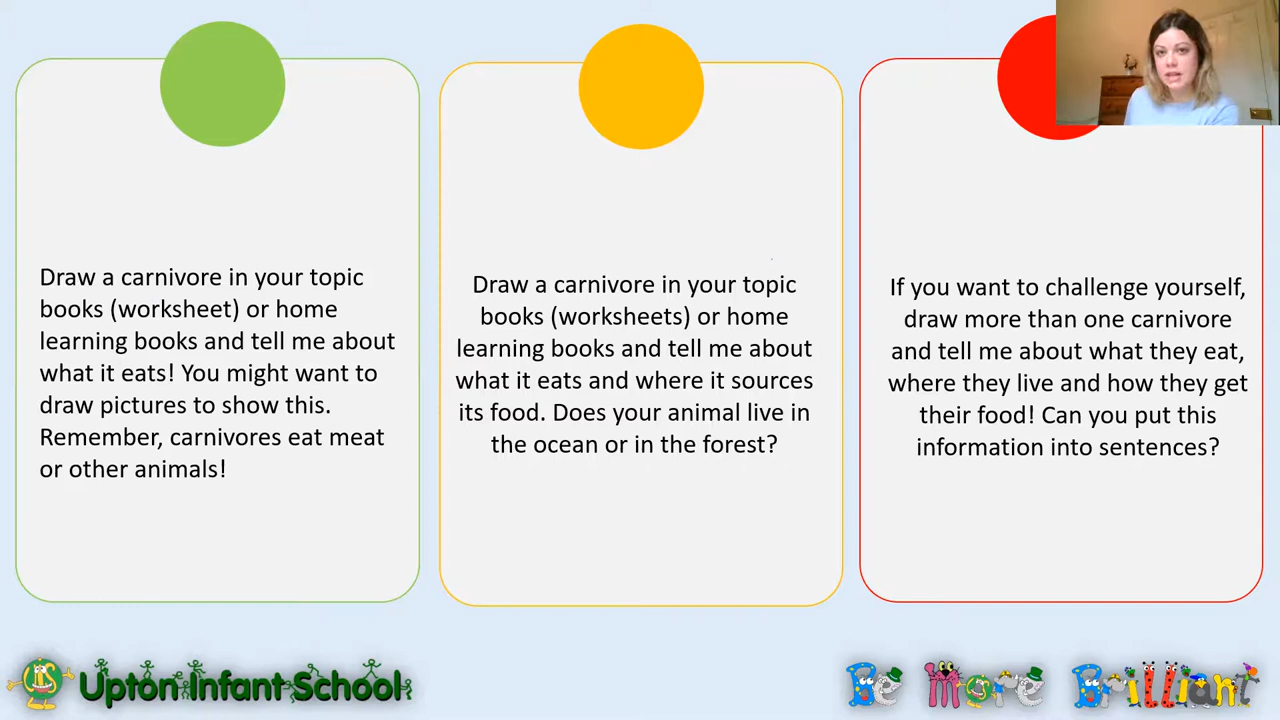 Draw a carnivore in your topic
books (worksheet) or home
learning books and tell me about
what it eats! You might want to
draw pictures to show this.
Remember, carnivores eat meat
or other animals!
Draw a carnivore in your topic
books (worksheets) or home
learning books and tell me about
what it eats and where it sources
its food. Does your animal live in
the ocean or in the forest?
If you want to challenge yourself,
draw more than one carnivore
and tell me about what they eat,
where they live and how they get
their food! Can you put this
information into sentences?
UIS Upton Infant School
Be More Brilliant